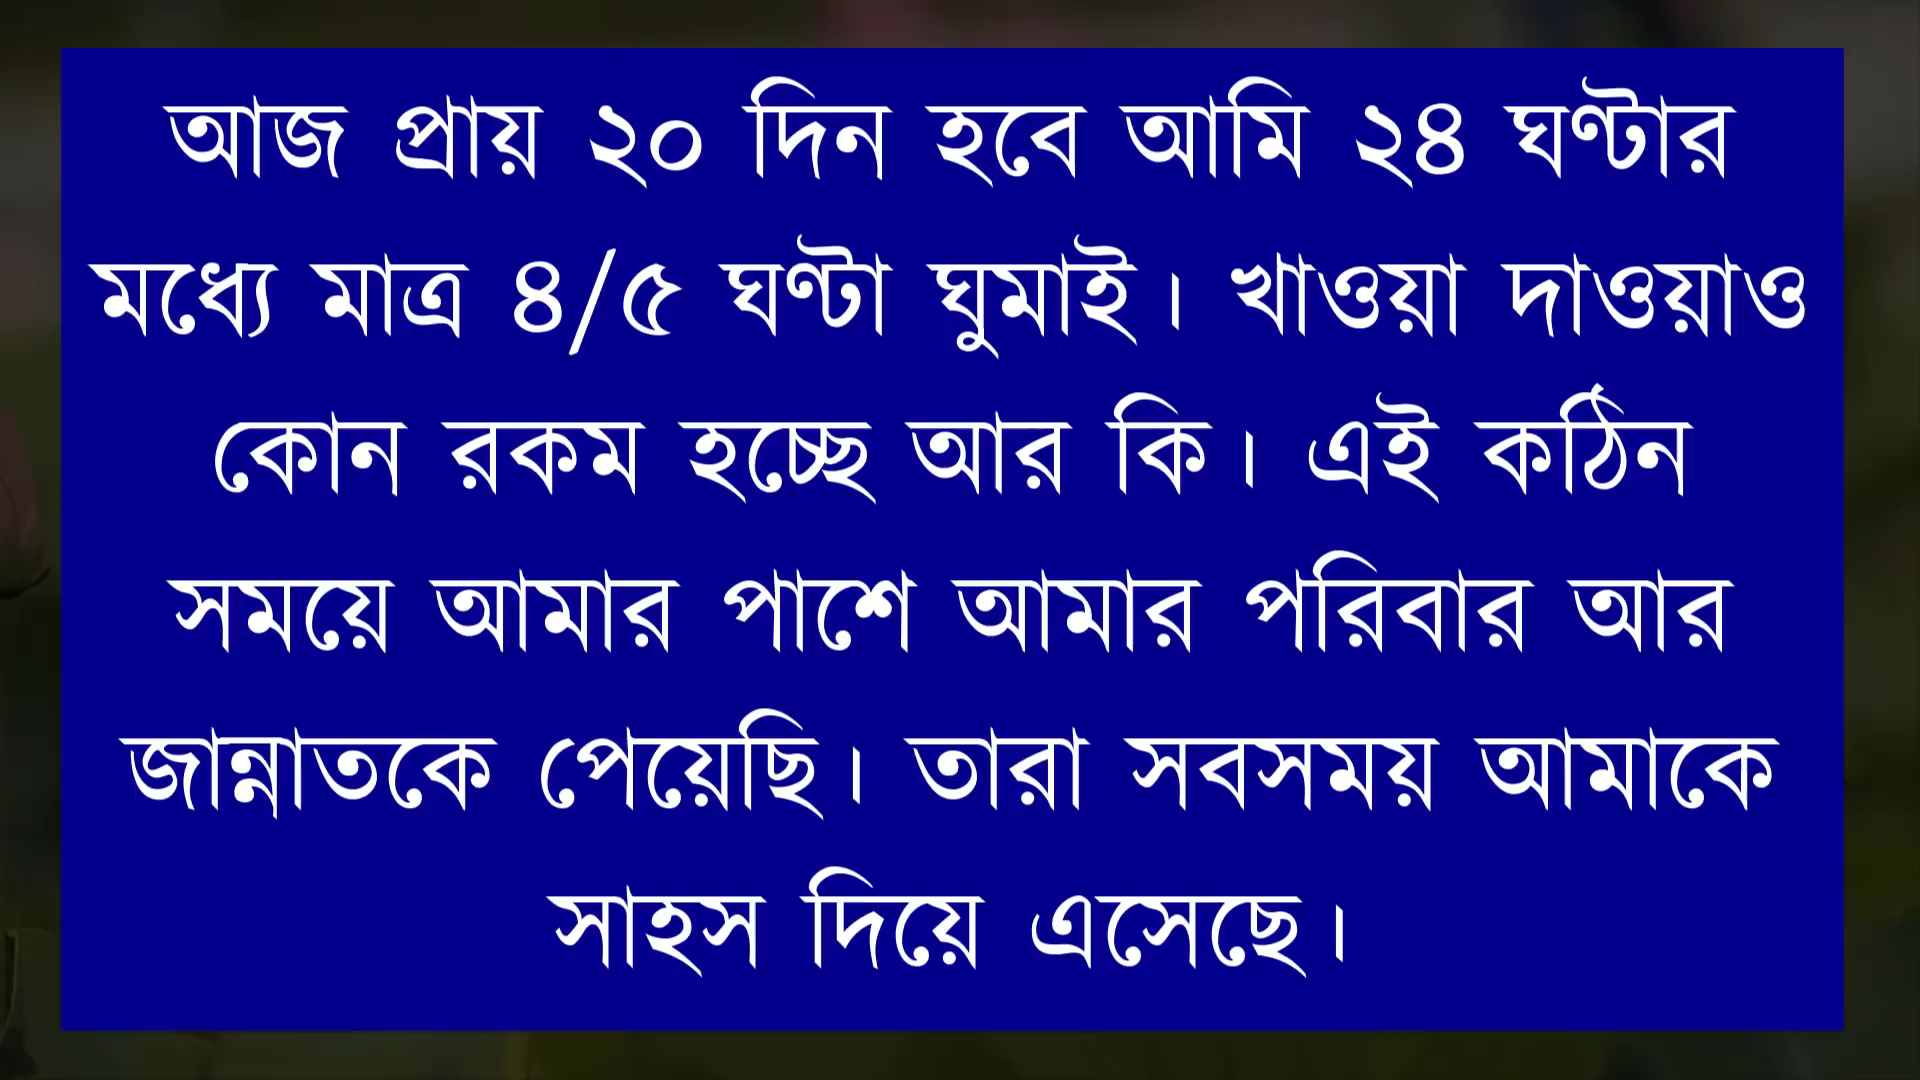 আজ প্রায় ২০ দিন হবে আমি ২৪ ঘণ্টার
মধ্যে মাত্র ৪/৫ ঘণ্টা ঘুমাই। খাওয়া দাওয়াও
কোন রকম হচ্ছে আর কি। এই কঠিন
সময়ে আমার পাশে আমার পরিবার আর
জান্নাতকে পেয়েছি। তারা সবসময় আমাকে
সাহস দিয়ে এসেছে।